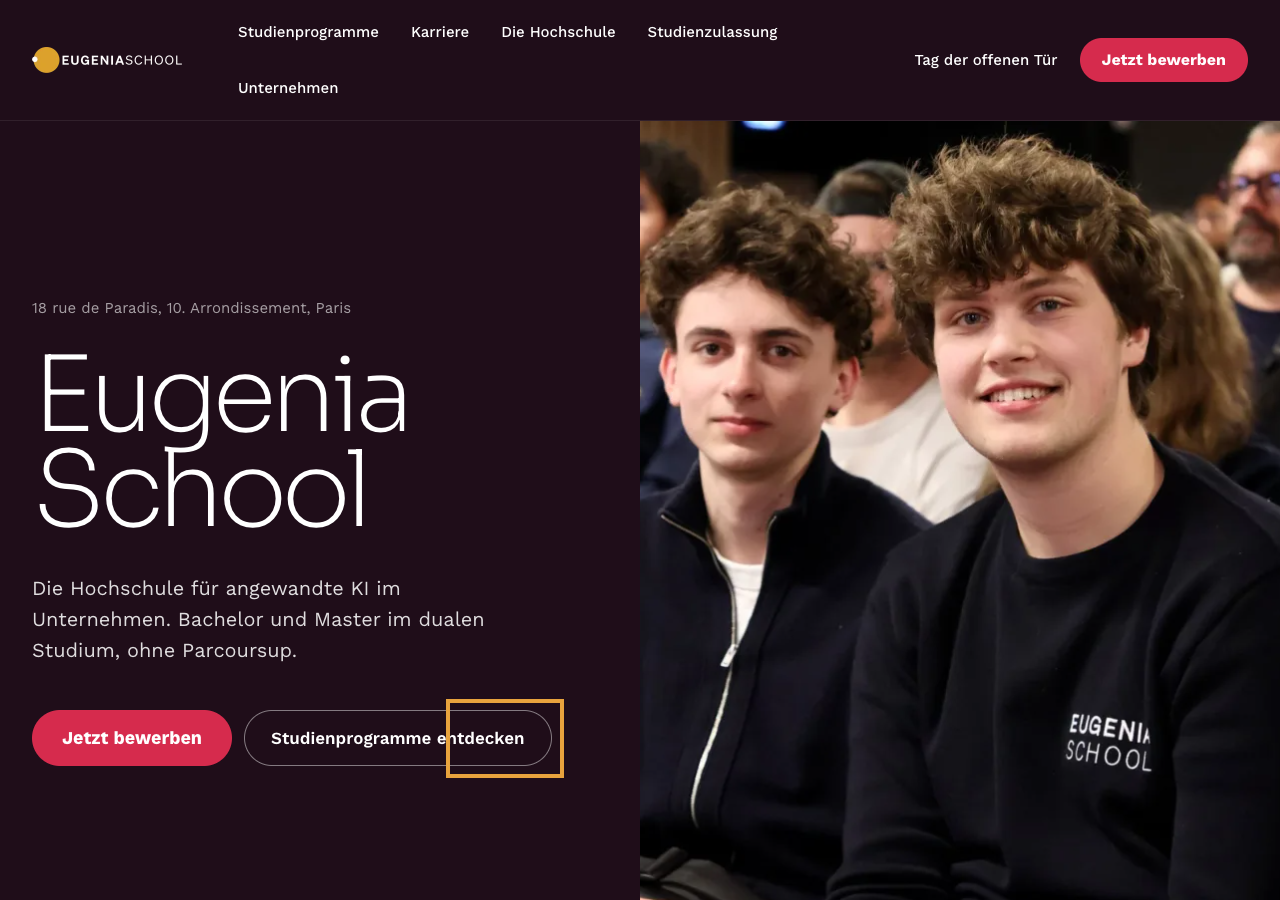 EUGENIASCHOOL
Studienprogramme
Karriere
Die Hochschule
Studienzulassung
Unternehmen
Tag der offenen Tür
Jetzt bewerben
18 rue de Paradis, 10. Arrondissement, Paris
Eugenia
School
Die Hochschule für angewandte KI im
Unternehmen. Bachelor und Master im dualen
Studium, ohne Parcoursup.
Jetzt bewerben
Studienprogramme entdecken
EUGENIA
SCHOOL